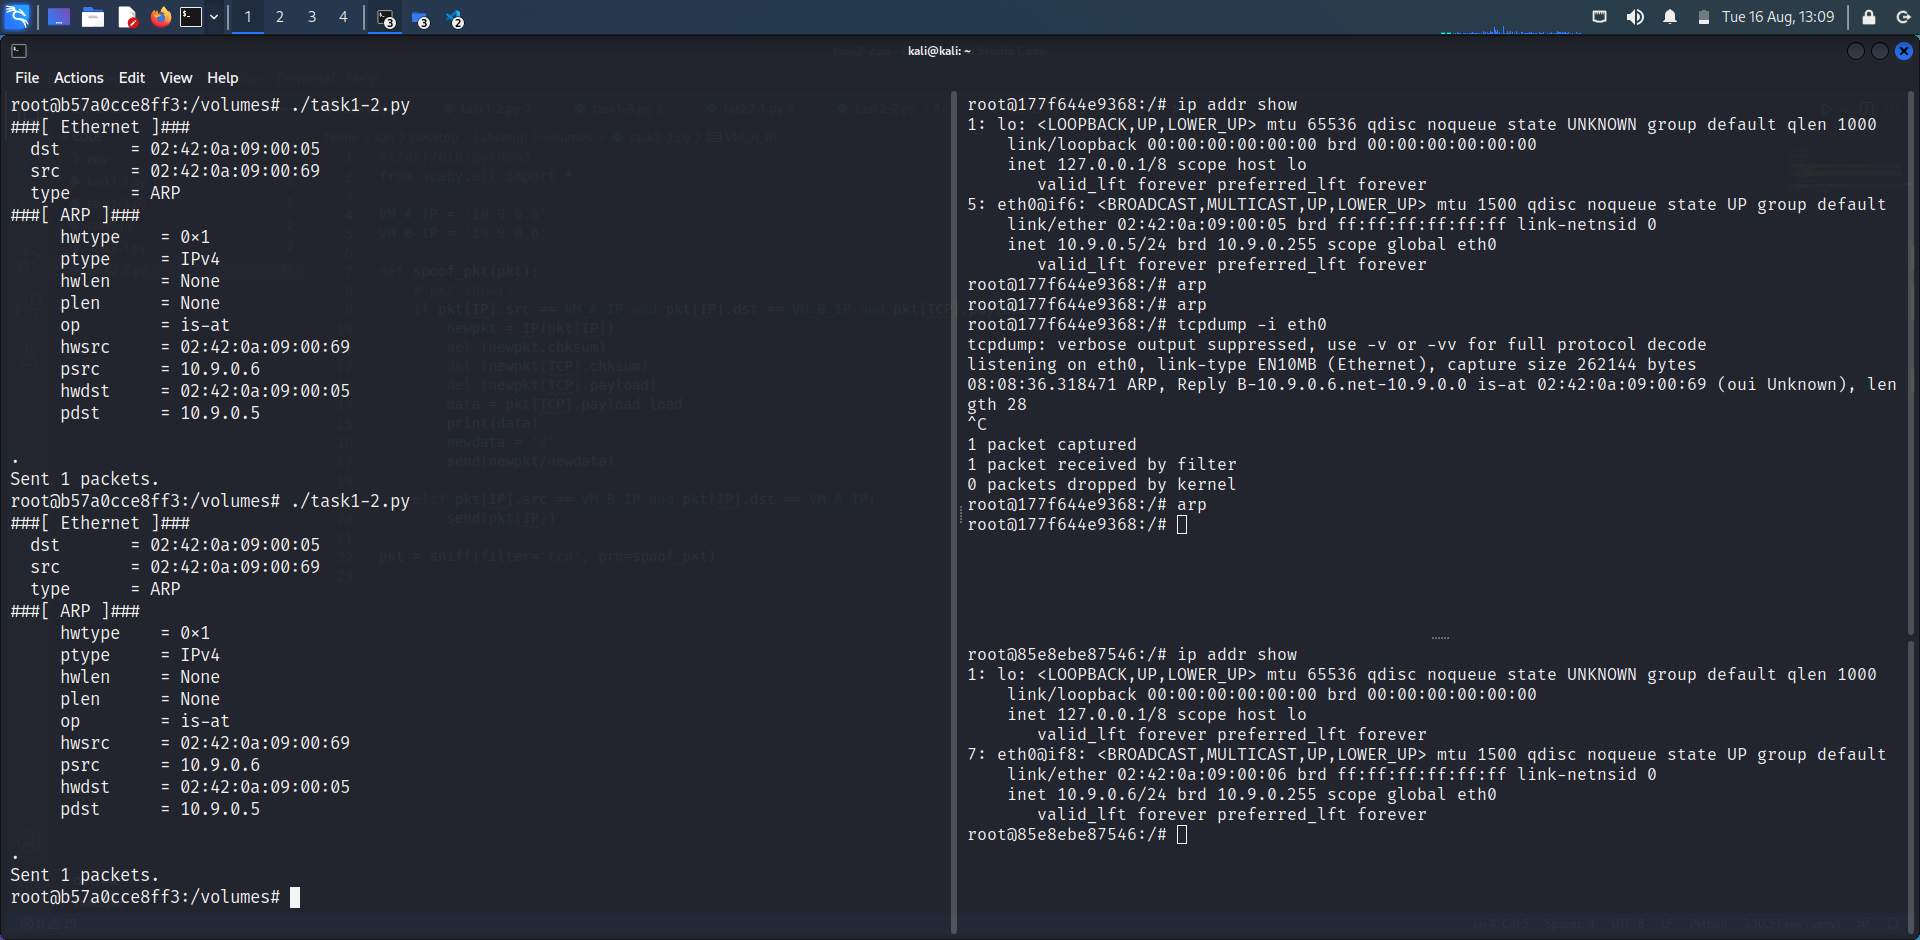 1 2 3 4 3 3 2 Tue 16 Aug, 13:09
kali@kali: ~
File Actions Edit View Help
root@b57a0cce8ff3:/volumes# ./task1-2.py
###[ Ethernet ]###
dst = 02:42:0a:09:00:05
src = 02:42:0a:09:00:69
type = ARP
###[ ARP ]###
hwtype = 0×1
ptype = IPv4
hwlen = None
plen = None
op = is-at
hwsrc = 02:42:0a:09:00:69
psrc = 10.9.0.6
hwdst = 02:42:0a:09:00:05
pdst = 10.9.0.5
.
Sent 1 packets.
root@b57a0cce8ff3:/volumes# ./task1-2.py
###[ Ethernet ]###
dst = 02:42:0a:09:00:05
src = 02:42:0a:09:00:69
type = ARP
###[ ARP ]###
hwtype = 0×1
ptype = IPv4
hwlen = None
plen = None
op = is-at
hwsrc = 02:42:0a:09:00:69
psrc = 10.9.0.6
hwdst = 02:42:0a:09:00:05
pdst = 10.9.0.5
.
Sent 1 packets.
root@b57a0cce8ff3:/volumes#
root@177f644e9368:/# ip addr show
1: lo: <LOOPBACK,UP,LOWER_UP> mtu 65536 qdisc noqueue state UNKNOWN group default qlen 1000
link/loopback 00:00:00:00:00:00 brd 00:00:00:00:00:00
inet 127.0.0.1/8 scope host lo
valid_lft forever preferred_lft forever
5: eth0@if6: <BROADCAST,MULTICAST,UP,LOWER_UP> mtu 1500 qdisc noqueue state UP group default
link/ether 02:42:0a:09:00:05 brd ff:ff:ff:ff:ff:ff link-netnsid 0
inet 10.9.0.5/24 brd 10.9.0.255 scope global eth0
valid_lft forever preferred_lft forever
root@177f644e9368:/# arp
root@177f644e9368:/# arp
root@177f644e9368:/# tcpdump -i eth0
tcpdump: verbose output suppressed, use -v or -vv for full protocol decode
listening on eth0, link-type EN10MB (Ethernet), capture size 262144 bytes
08:08:36.318471 ARP, Reply B-10.9.0.6.net-10.9.0.0 is-at 02:42:0a:09:00:69 (oui Unknown), len
gth 28
^C
1 packet captured
1 packet received by filter
0 packets dropped by kernel
root@177f644e9368:/# arp
root@177f644e9368:/#
root@85e8ebe87546:/# ip addr show
1: lo: <LOOPBACK,UP,LOWER_UP> mtu 65536 qdisc noqueue state UNKNOWN group default qlen 1000
link/loopback 00:00:00:00:00:00 brd 00:00:00:00:00:00
inet 127.0.0.1/8 scope host lo
valid_lft forever preferred_lft forever
7: eth0@if8: <BROADCAST,MULTICAST,UP,LOWER_UP> mtu 1500 qdisc noqueue state UP group default
link/ether 02:42:0a:09:00:06 brd ff:ff:ff:ff:ff:ff link-netnsid 0
inet 10.9.0.6/24 brd 10.9.0.255 scope global eth0
valid_lft forever preferred_lft forever
root@85e8ebe87546:/#